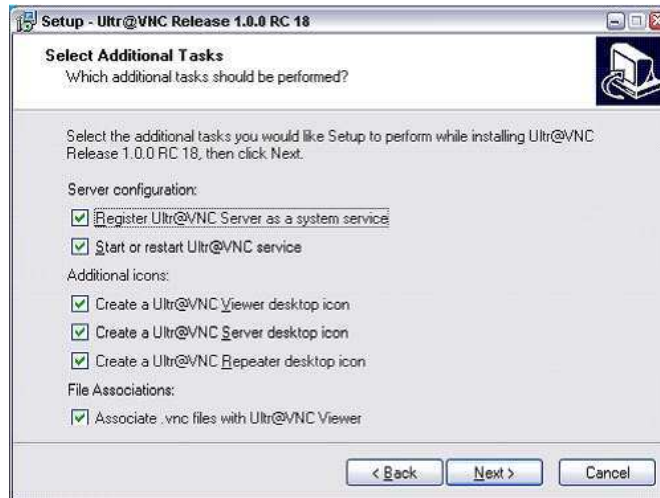 Setup - Ultr@VNC Release 1.0.0 RC 18
Select Additional Tasks
Which additional tasks should be performed?
Select the additional tasks you would like Setup to perform while installing Ultr@VNC
Release 1.0.0 RC 18, then click Next.
Server configuration:
Register Ultr@VNC Server as a system service
Start or restart Ultr@VNC service
Additional icons:
Create a Ultr@VNC Viewer desktop icon
Create a Ultr@VNC Server desktop icon
Create a Ultr@VNC Repeater desktop icon
File Associations:
Associate .vnc files with Ultr@VNC Viewer
< Back Next > Cancel